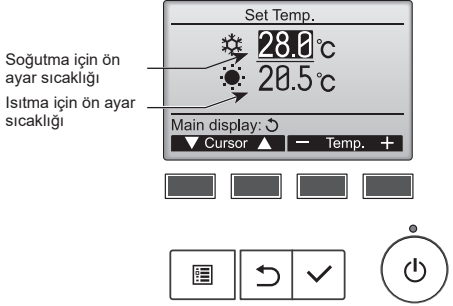 Set Temp.
Soğutma için ön
ayar sıcaklığı
28.0 °C
Isıtma için ön ayar
sıcaklığı
20.5 °C
Main display:
Cursor − Temp. +